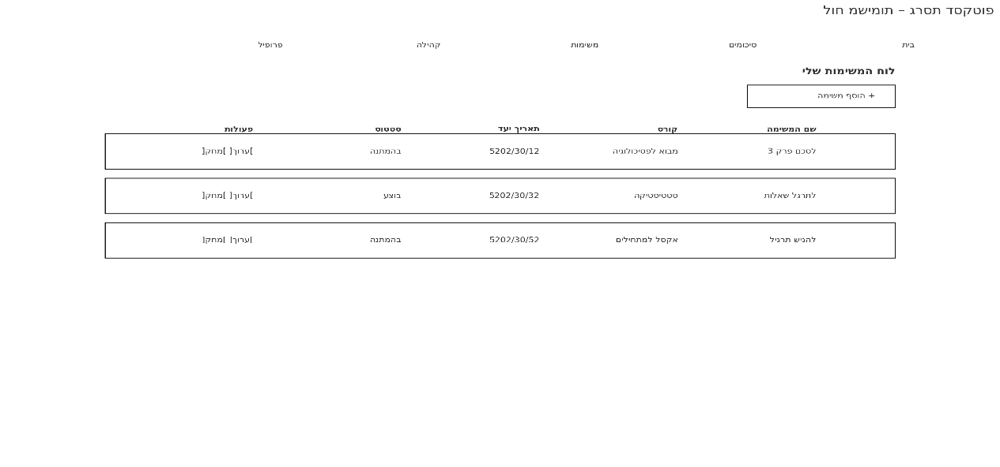 פוטקסד תסרג – תומישמ חול
בית סיכומים משימות קהילה פרופיל
לוח המשימות שלי
+ הוסף משימה
שם המשימה קורס תאריך יעד סטטוס פעולות
לסכם פרק 3 מבוא לפסיכולוגיה 5202/30/12 בהמתנה ]ערוך[ ]מחק[
לתרגל שאלות סטטיסטיקה 5202/30/32 בוצע ]ערוך[ ]מחק[
להגיש תרגיל אקסל למתחילים 5202/30/52 בהמתנה ]ערוך[ ]מחק[